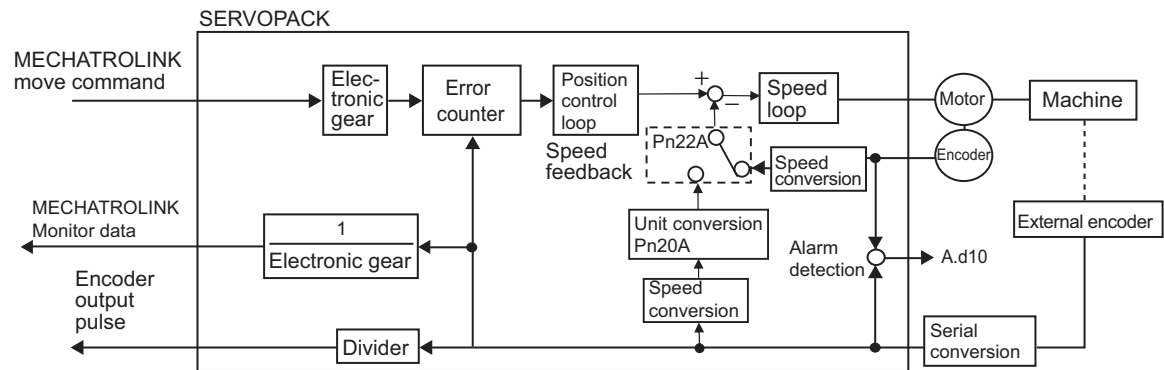 SERVOPACK
MECHATROLINK
move command
Elec-
tronic
gear
Error
counter
Position
control
loop
+
−
Speed
loop
Motor
Machine
Pn22A
Speed
feedback
Speed
conversion
Encoder
MECHATROLINK
Monitor data
1
Electronic gear
Unit conversion
Pn20A
Alarm
detection
A.d10
External encoder
Speed
conversion
Encoder
output
pulse
Divider
Serial
conversion